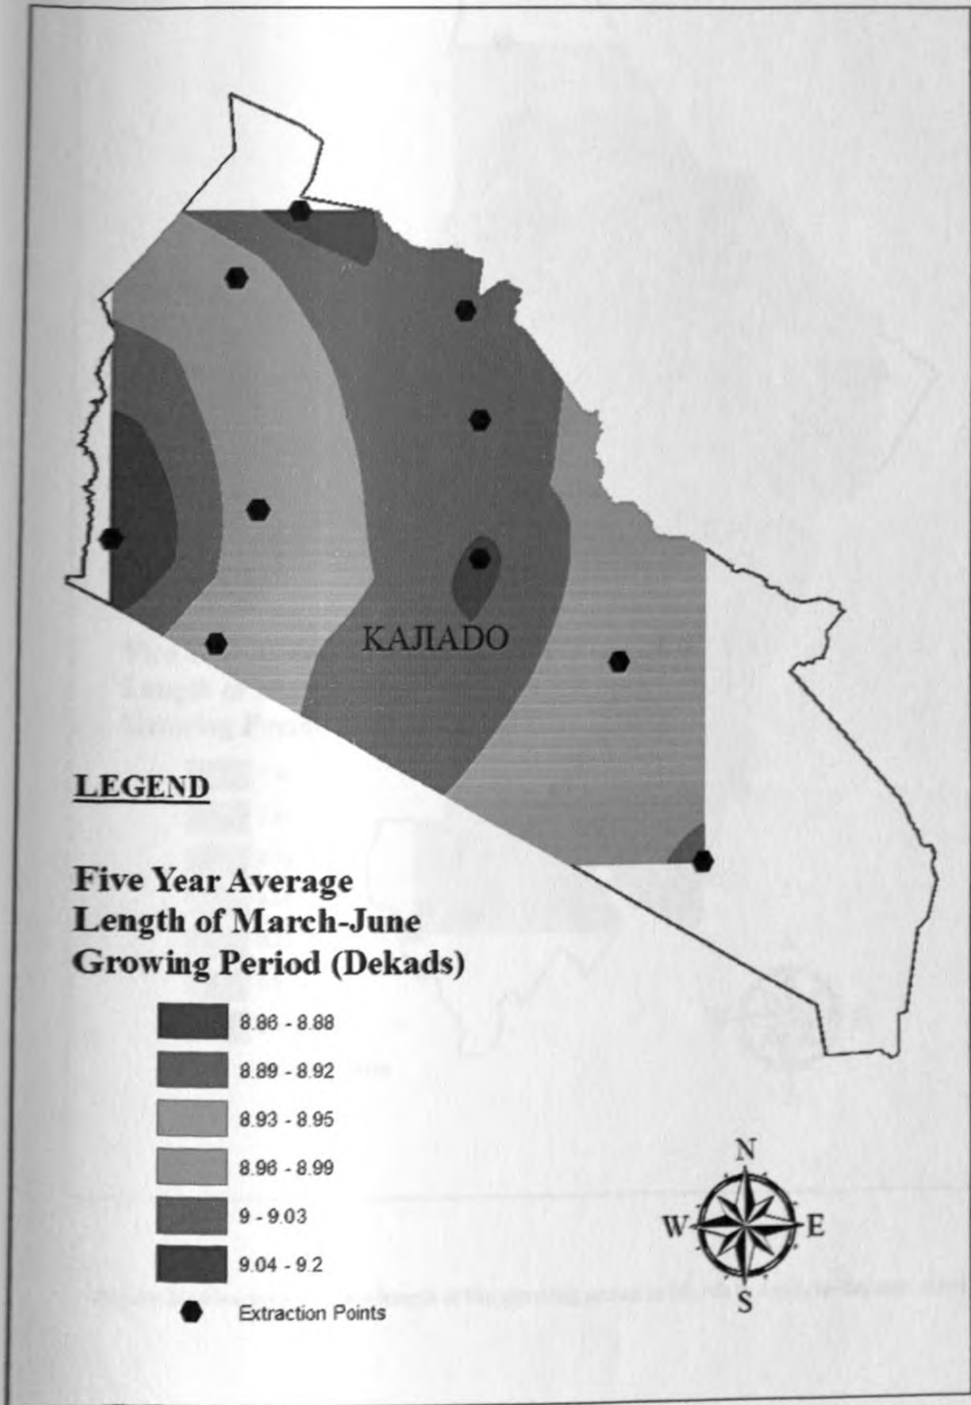 KAJIADO
LEGEND
Five Year Average
Length of March-June
Growing Period (Dekads)
8.86 - 8.88
8.89 - 8.92
8.93 - 8.95
8.96 - 8.99
9 - 9.03
9.04 - 9.2
Extraction Points
N
W E
S